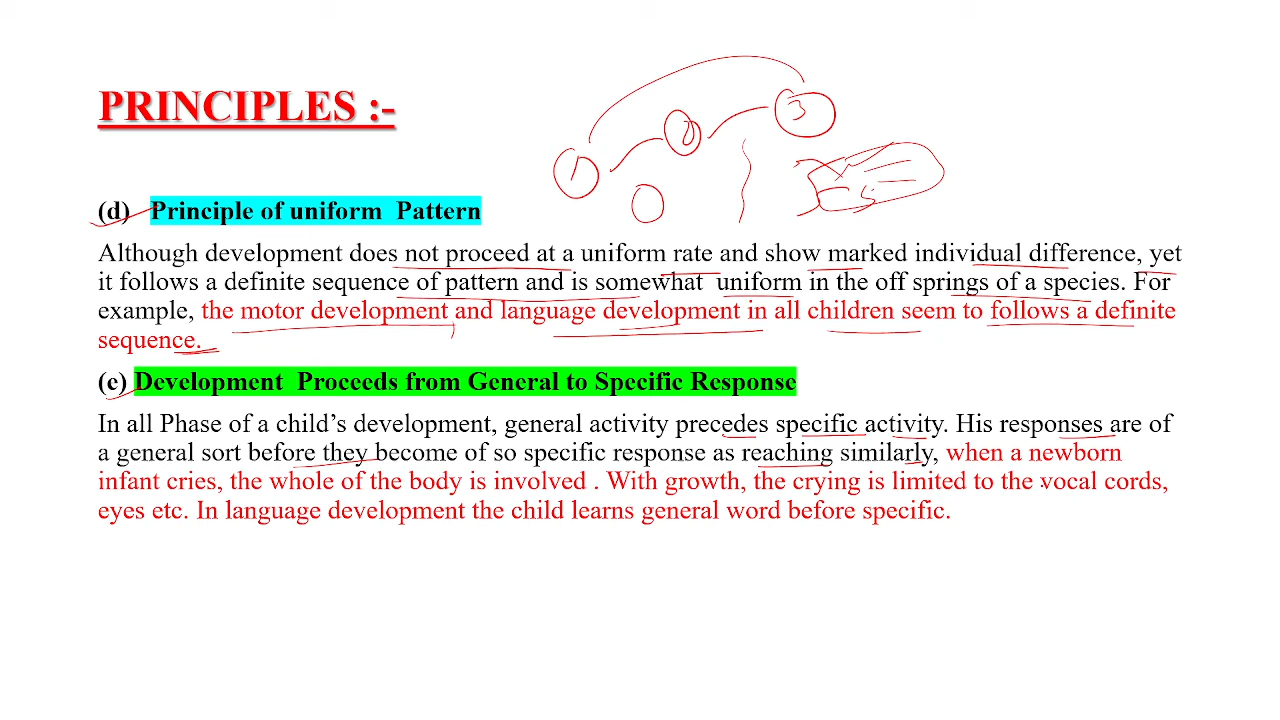 PRINCIPLES :-
1
3
(d) Principle of uniform Pattern
Although development does not proceed at a uniform rate and show marked individual difference, yet
it follows a definite sequence of pattern and is somewhat uniform in the off springs of a species. For
example, the motor development and language development in all children seem to follows a definite
sequence.
(e) Development Proceeds from General to Specific Response
In all Phase of a child's development, general activity precedes specific activity. His responses are of
a general sort before they become of so specific response as reaching similarly, when a newborn
infant cries, the whole of the body is involved . With growth, the crying is limited to the vocal cords,
eyes etc. In language development the child learns general word before specific.